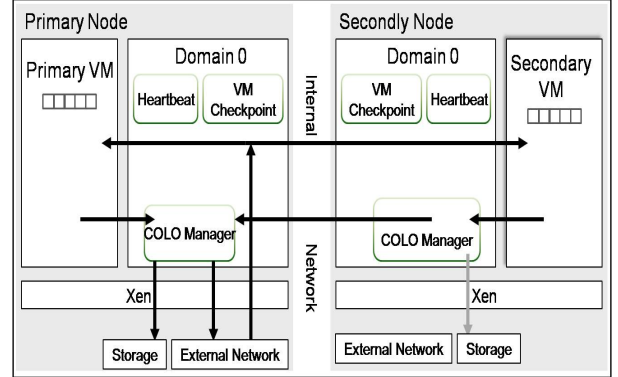 Primary Node
Primary VM
Domain 0
Heartbeat
VM
Checkpoint
COLO Manager
Xen
Storage
External Network
Internal
Network
Secondly Node
Domain 0
VM
Checkpoint
Heartbeat
Secondary
VM
COLO Manager
Xen
External Network
Storage